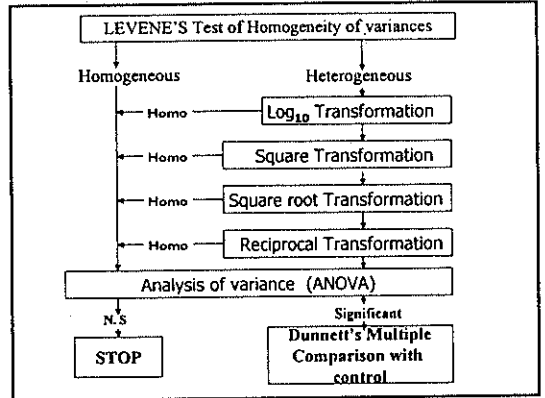 LEVENE'S Test of Homogeneity of variances
Homogeneous
Heterogeneous
Homo
Log₁₀ Transformation
Homo
Square Transformation
Homo
Square root Transformation
Homo
Reciprocal Transformation
Analysis of variance (ANOVA)
N.S
Significant
STOP
Dunnett's Multiple
Comparison with
control